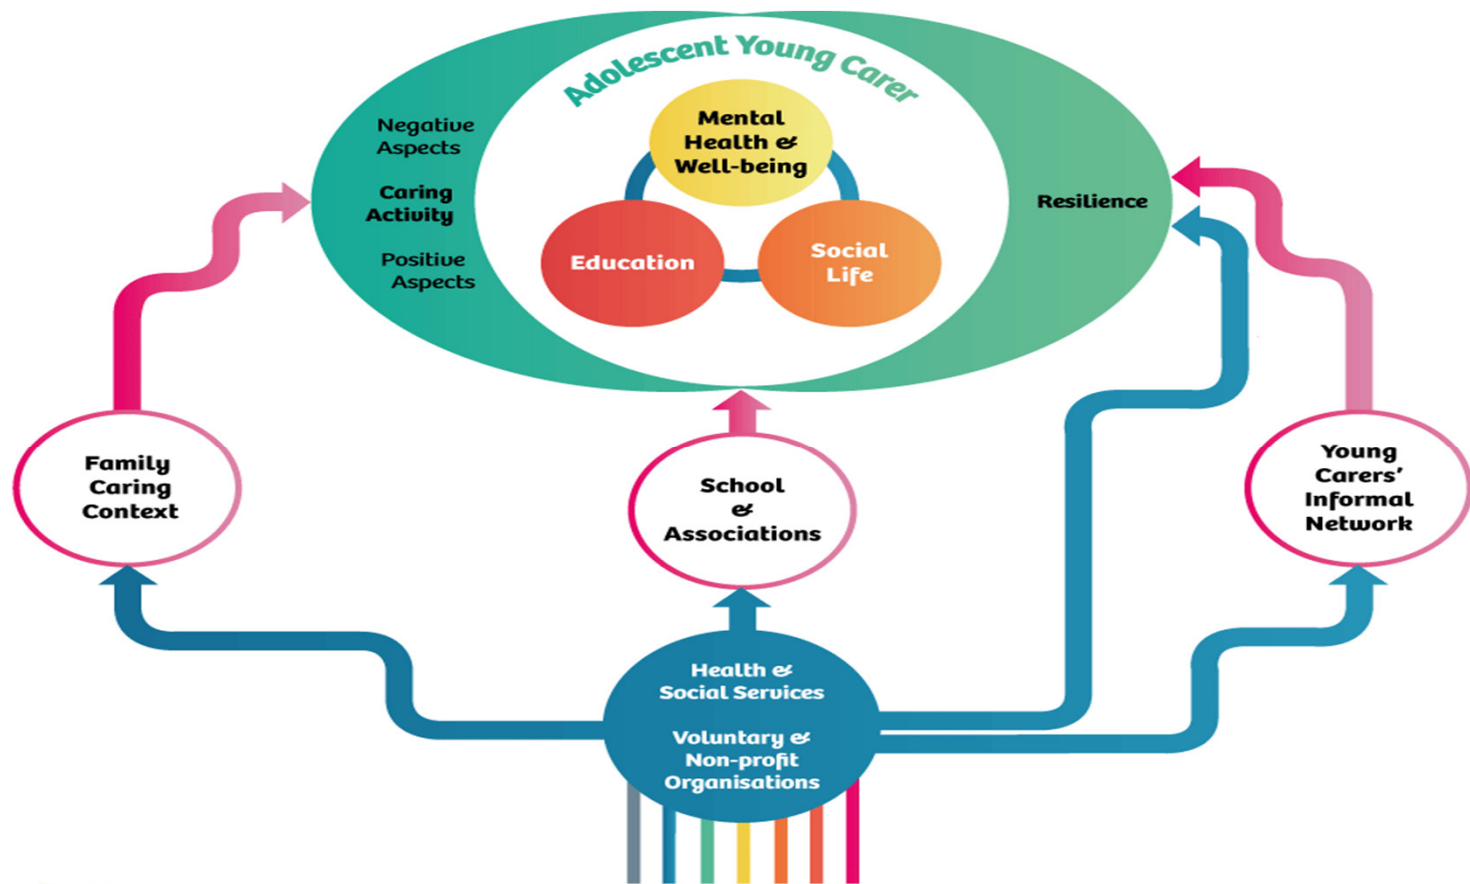 Adolescent Young Carer
Negative
Aspects
Caring
Activity
Positive
Aspects
Mental
Health &
Well-being
Education
Social
Life
Resilience
Family
Caring
Context
School
&
Associations
Young
Carers’
Informal
Network
Health &
Social Services
Voluntary &
Non-profit
Organisations